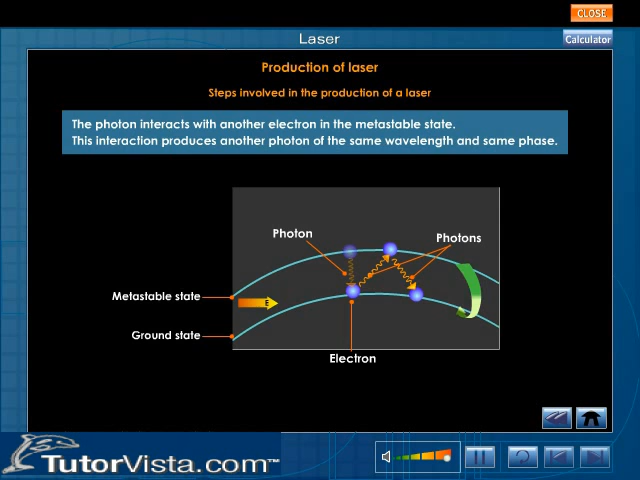 CLOSE
Laser
Calculator
Production of laser
Steps involved in the production of a laser
The photon interacts with another electron in the metastable state.
This interaction produces another photon of the same wavelength and same phase.
Photon
Photons
Metastable state
E
Ground state
Electron
TutorVista.com™